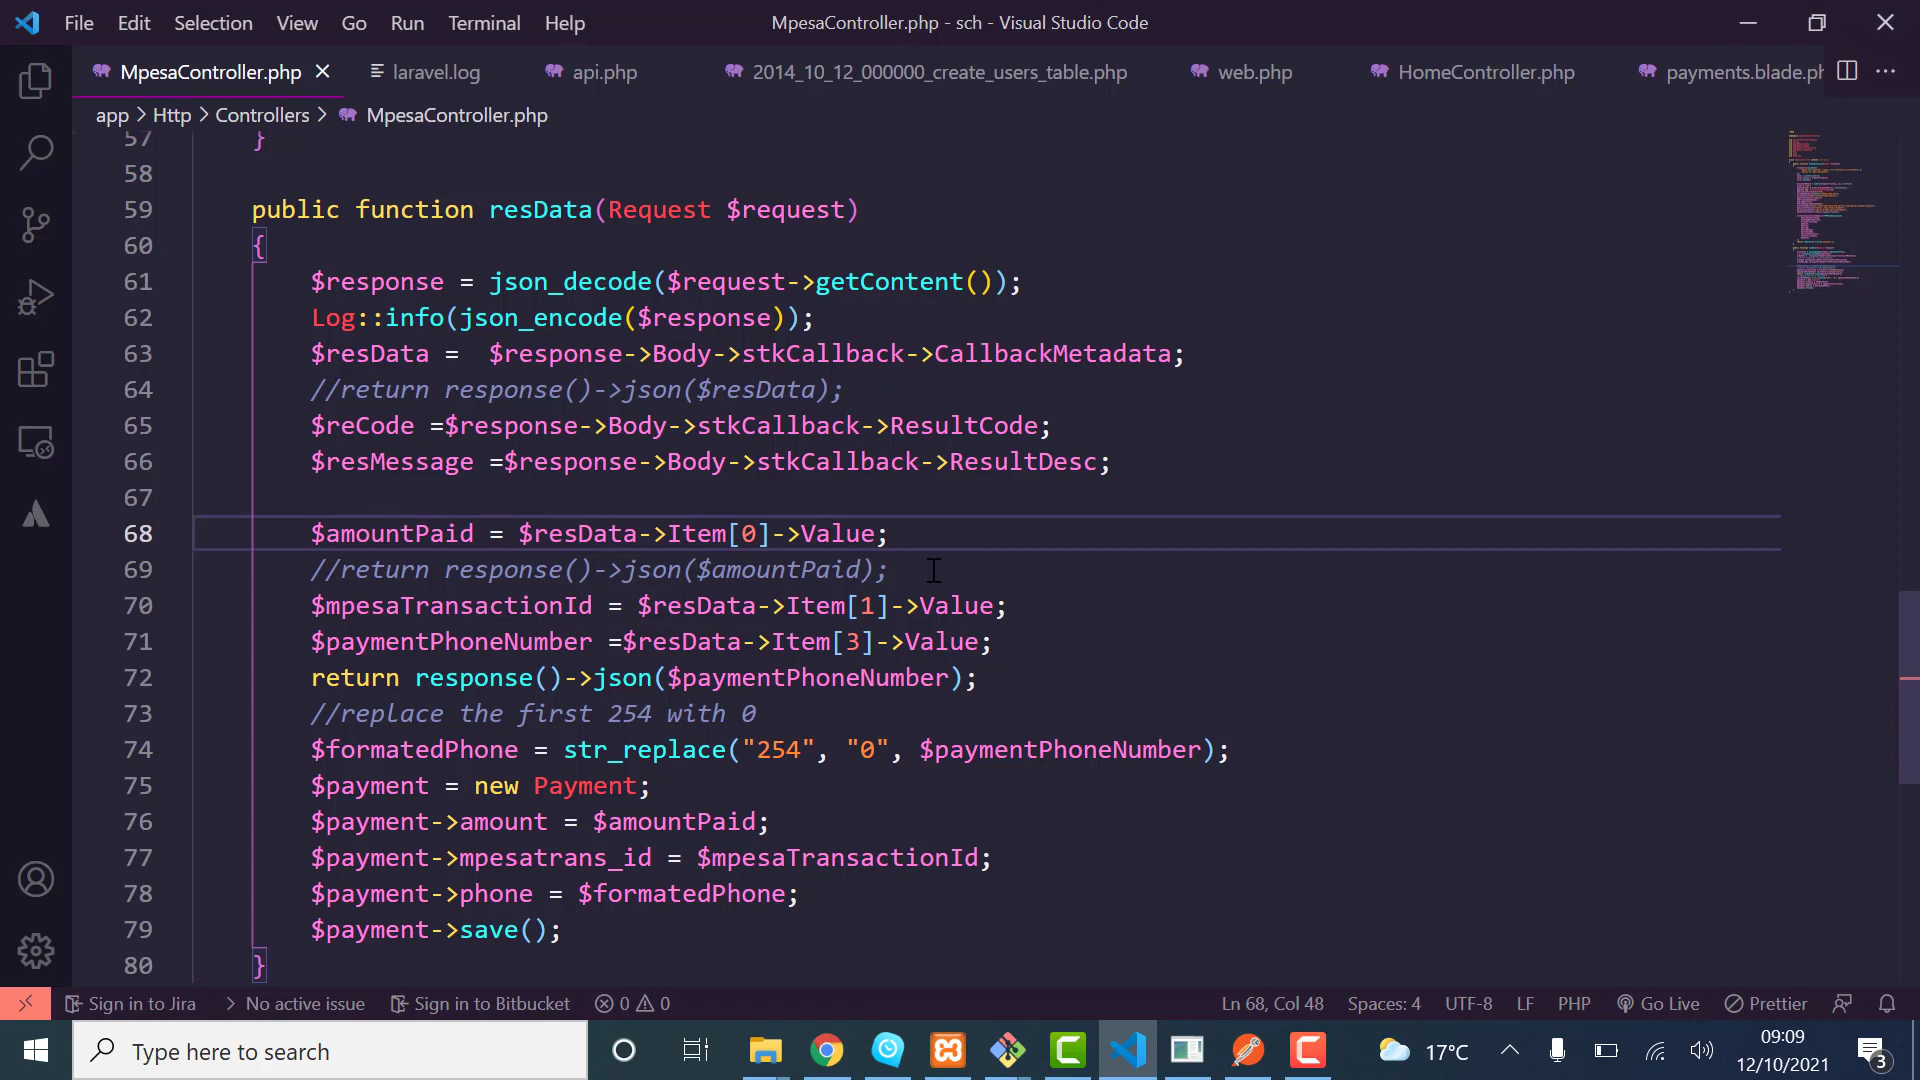 File Edit Selection View Go Run Terminal Help MpesaController.php - sch - Visual Studio Code
MpesaController.php laravel.log api.php 2014_10_12_000000_create_users_table.php web.php HomeController.php payments.blade.ph
app > Http > Controllers > MpesaController.php
57 }
58
59 public function resData(Request $request)
60 {
61 $response = json_decode($request->getContent());
62 Log::info(json_encode($response));
63 $resData =  $response->Body->stkCallback->CallbackMetadata;
64 //return response()->json($resData);
65 $reCode =$response->Body->stkCallback->ResultCode;
66 $resMessage =$response->Body->stkCallback->ResultDesc;
67
68 $amountPaid = $resData->Item[0]->Value;
69 //return response()->json($amountPaid);
70 $mpesaTransactionId = $resData->Item[1]->Value;
71 $paymentPhoneNumber =$resData->Item[3]->Value;
72 return response()->json($paymentPhoneNumber);
73 //replace the first 254 with 0
74 $formatedPhone = str_replace("254", "0", $paymentPhoneNumber);
75 $payment = new Payment;
76 $payment->amount = $amountPaid;
77 $payment->mpesatrans_id = $mpesaTransactionId;
78 $payment->phone = $formatedPhone;
79 $payment->save();
80 }
Sign in to Jira > No active issue Sign in to Bitbucket 0 0 Ln 68, Col 48 Spaces: 4 UTF-8 LF PHP Go Live Prettier
Type here to search 17°C 09:09
12/10/2021 3